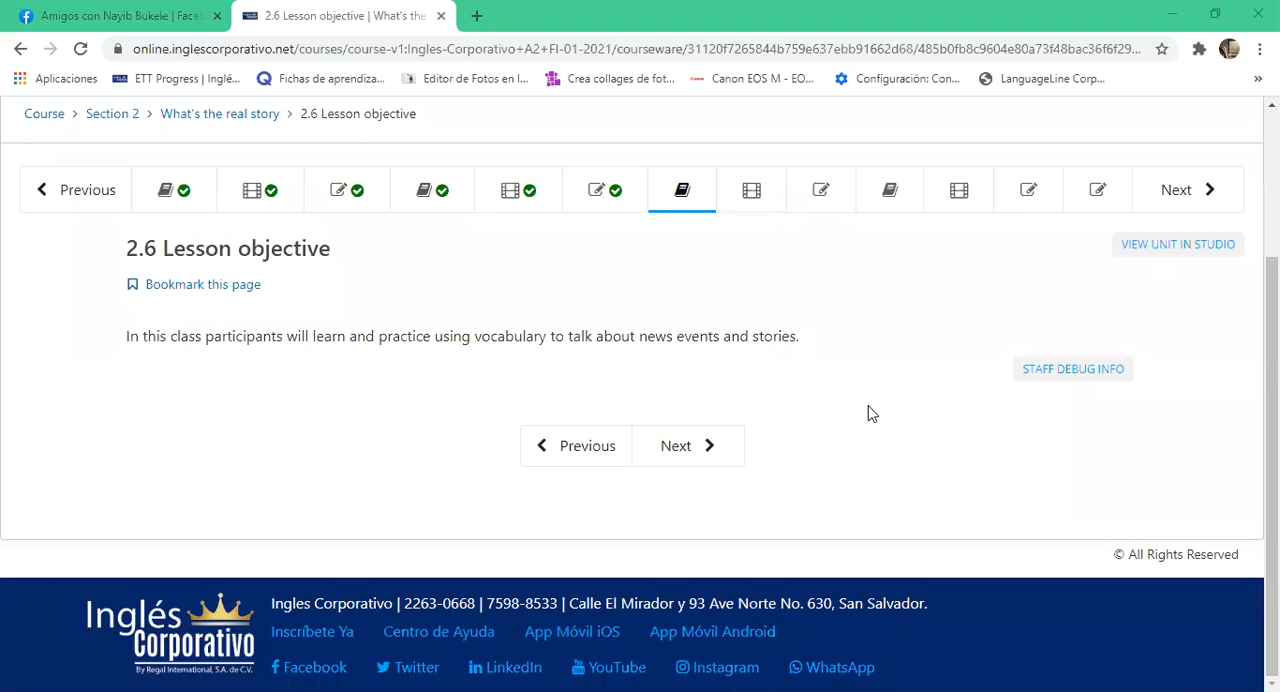 Amigos con Nayib Bukele | Face
2.6 Lesson objective | What's the
online.inglescorporativo.net/courses/course-v1:Ingles-Corporativo+A2+FI-01-2021/courseware/31120f7265844b759e637ebb91662d68/485b0fb8c9604e80a73f48bac36f6f29...
Aplicaciones
ETT Progress | Inglé...
Fichas de aprendiza...
Editor de Fotos en l...
Crea collages de fot...
Canon EOS M - EO...
Configuración: Con...
LanguageLine Corp...
»
Course > Section 2 > What's the real story > 2.6 Lesson objective
Previous
Next
2.6 Lesson objective
VIEW UNIT IN STUDIO
Bookmark this page
In this class participants will learn and practice using vocabulary to talk about news events and stories.
STAFF DEBUG INFO
Previous
Next
© All Rights Reserved
Inglés
Corporativo
By Regal International, S.A. de C.V.
Ingles Corporativo | 2263-0668 | 7598-8533 | Calle El Mirador y 93 Ave Norte No. 630, San Salvador.
Inscríbete Ya
Centro de Ayuda
App Móvil iOS
App Móvil Android
Facebook
Twitter
LinkedIn
YouTube
Instagram
WhatsApp